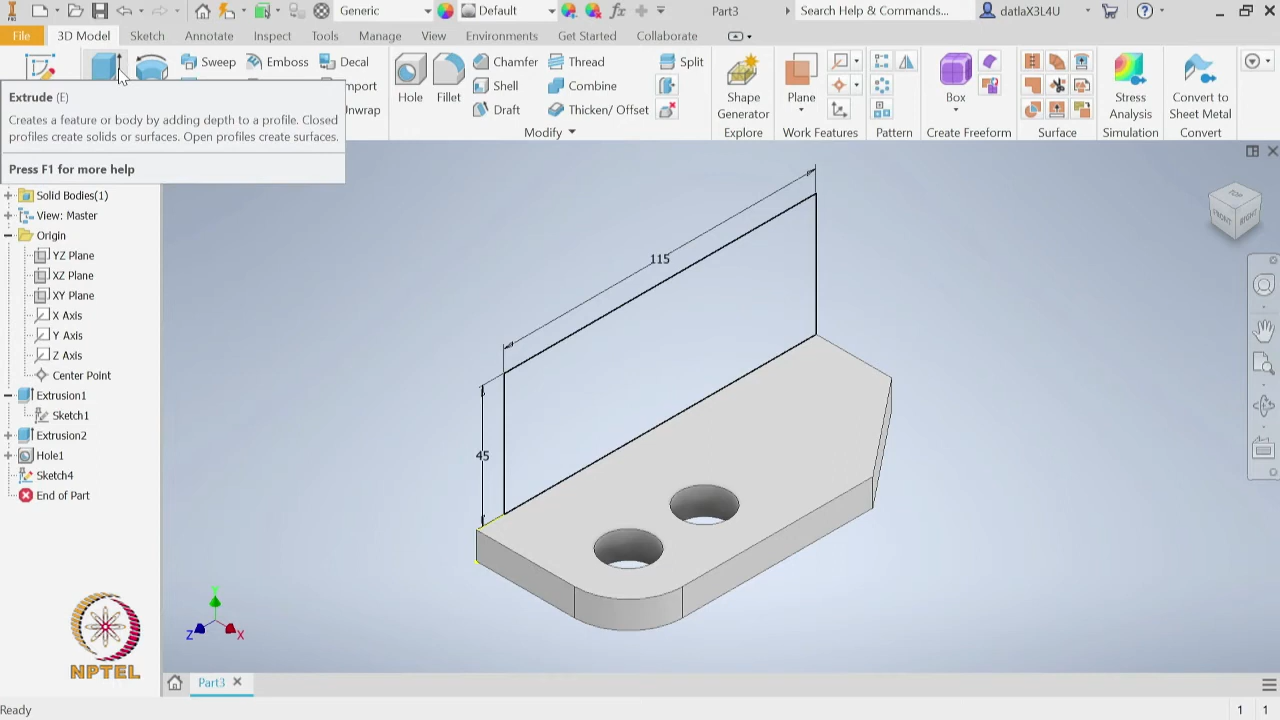 Generic
Default
Part3
Search Help & Commands...
datlaX3L4U
File
3D Model
Sketch
Annotate
Inspect
Tools
Manage
View
Environments
Get Started
Collaborate
Sweep
Emboss
Deca
Hole
Fillet
Chamfer
Thread
Split
Shell
Combine
Draft
Thicken/ Offset
Modify
Shape
Generator
Explore
Plane
Work Features
Pattern
Box
Create Freeform
Surface
Stress
Analysis
Simulation
Convert to
Sheet Metal
Convert
import
Unwrap
Extrude (E)
Creates a feature or body by adding depth to a profile. Closed
profiles create solids or surfaces. Open profiles create surfaces.
Press F1 for more help
Solid Bodies(1)
View: Master
Origin
YZ Plane
XZ Plane
XY Plane
X Axis
Y Axis
Z Axis
Center Point
Extrusion1
Sketch1
Extrusion2
Hole1
Sketch4
End of Part
115
45
TOP
FRONT
RIGHT
Y
Z
X
NPTEL
Part3
Ready
1 1